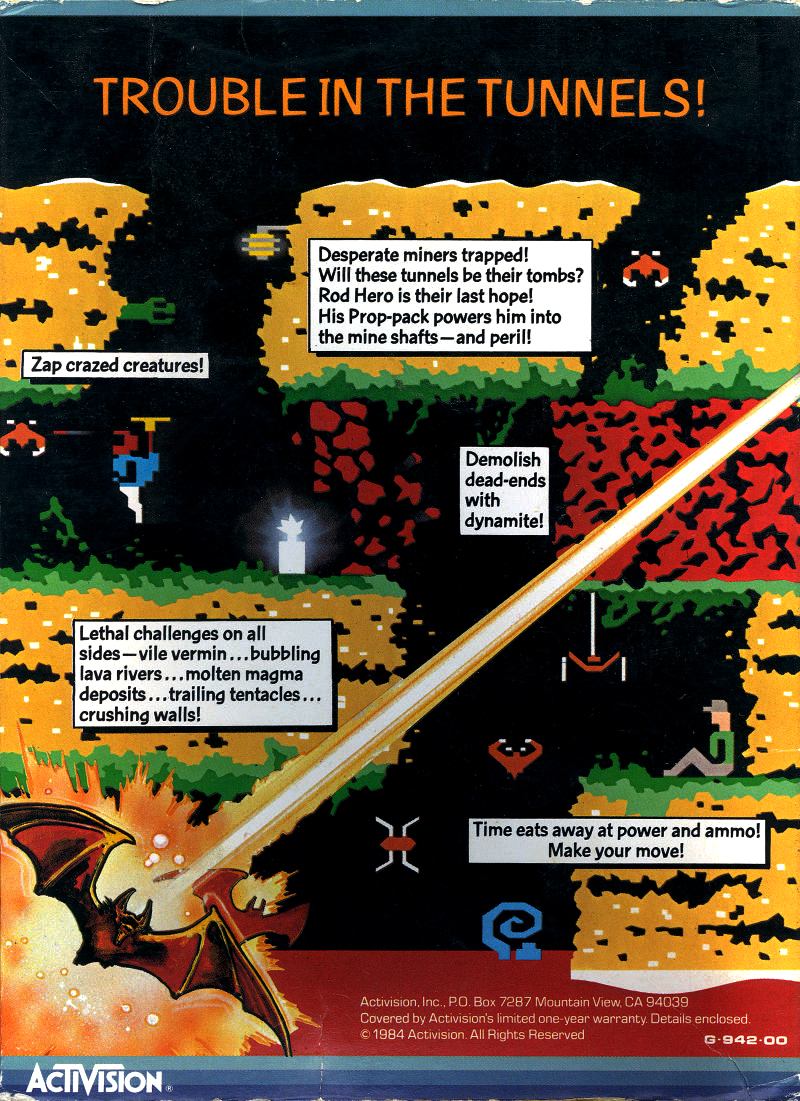 TROUBLE IN THE TUNNELS!
Desperate miners trapped!
Will these tunnels be their tombs?
Rod Hero is their last hope!
His Prop-pack powers him into
the mine shafts—and peril!
Zap crazed creatures!
Demolish
dead-ends
with
dynamite!
Lethal challenges on all
sides—vile vermin...bubbling
lava rivers...molten magma
deposits...trailing tentacles...
crushing walls!
Time eats away at power and ammo!
Make your move!
Activision, Inc., P.O. Box 7287 Mountain View, CA 94039
Covered by Activision's limited one-year warranty. Details enclosed.
© 1984 Activision. All Rights Reserved
G-942-00
ACTIVISION®